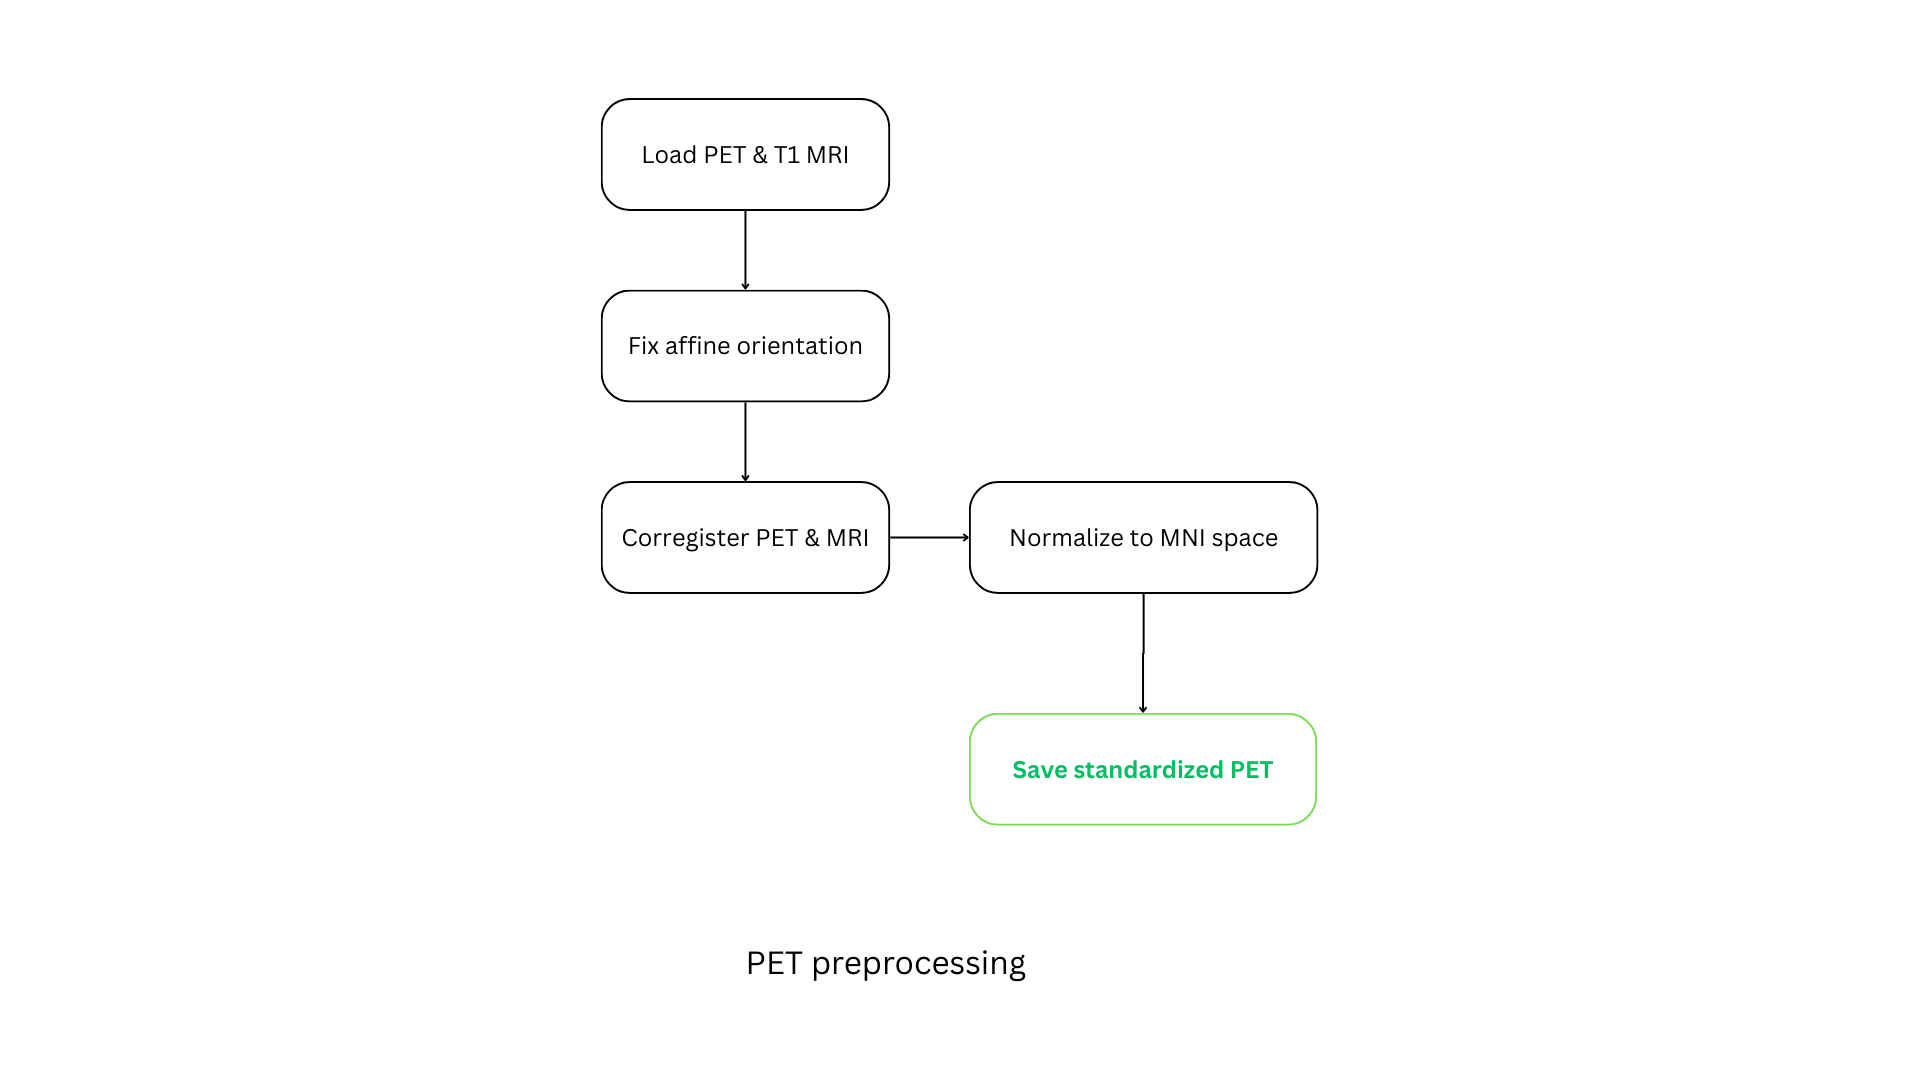 Load PET & T1 MRI
Fix affine orientation
Corregister PET & MRI
Normalize to MNI space
Save standardized PET
PET preprocessing